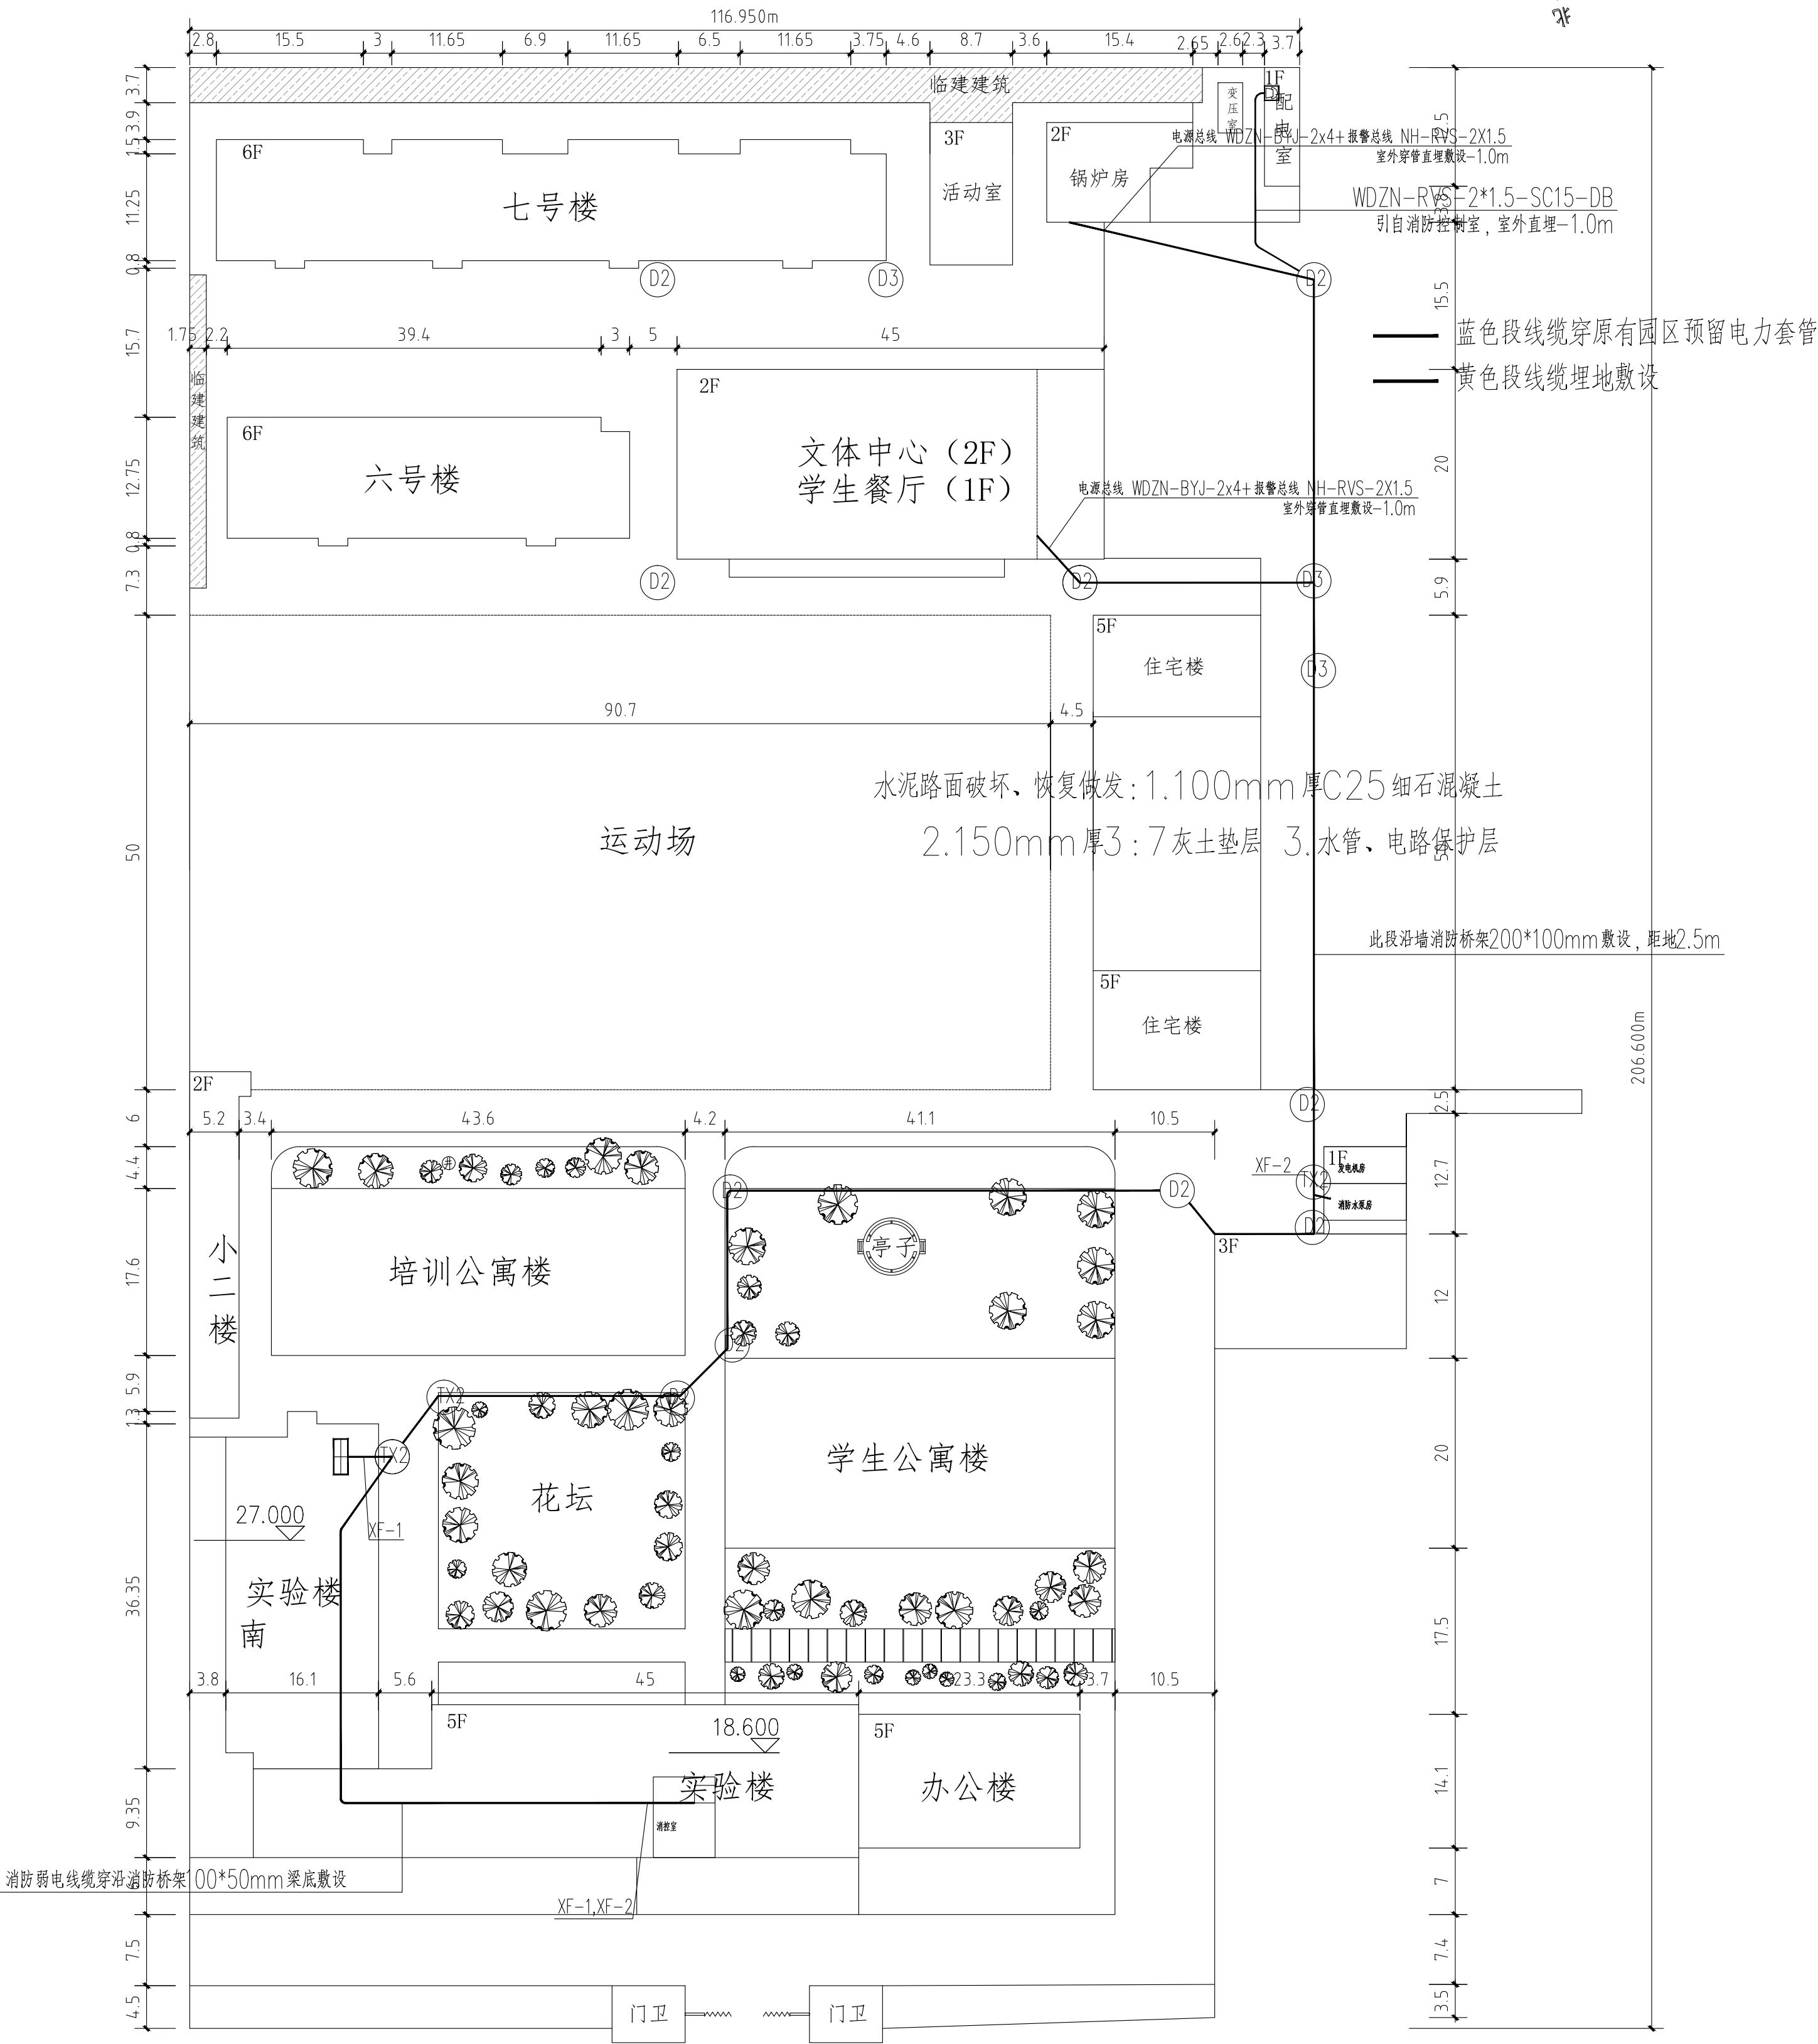 116.950m
北
2.8 15.5 3 11.65 6.9 11.65 6.5 11.65 3.75 4.6 8.7 3.6 15.4 2.65 2.6 2.3 3.7
临建建筑
变压室
1F
配电室
3.7
3.9
1.5
11.25
0.8
6F
七号楼
3F
活动室
2F
锅炉房
电源总线 WDZN-BYJ-2x4+报警总线 NH-RVS-2X1.5
室外穿管直埋敷设-1.0m
WDZN-RVS-2*1.5-SC15-DB
引自消防控制室，室外直埋-1.0m
D2
D3
D2
15.5
蓝色段线缆穿原有园区预留电力套管
黄色段线缆埋地敷设
15.7
1.75 2.2 39.4 3 5 45
临建建筑
6F
六号楼
2F
文体中心（2F）
学生餐厅（1F）
电源总线 WDZN-BYJ-2x4+报警总线 NH-RVS-2X1.5
室外穿管直埋敷设-1.0m
12.75
0.8
7.3
20
5.9
D2
D2
D3
5F
住宅楼
D3
90.7 4.5
水泥路面破坏、恢复做发：1.100mm厚C25细石混凝土
2.150mm厚3：7灰土垫层 3.水管、电路保护层
运动场
50
此段沿墙消防桥架200*100mm敷设，距地2.5m
5F
住宅楼
206.600m
2F
D2
2.5
6
5.2 3.4 43.6 4.2 41.1 10.5
4.4
井
XF-2
TX2
1F
发电机房
消防水泵房
12.7
D2
D2
D2
3F
亭子
小二楼
培训公寓楼
17.6
12
D2
5.9
TX2
D2
1.3
TX2
学生公寓楼
20
花坛
27.000
XF-1
36.35
实验楼
南
17.5
3.8 16.1 5.6 45 23.3 3.7 10.5
5F
18.600
5F
实验楼
办公楼
14.1
9.35
消控室
消防弱电线缆穿沿消防桥架100*50mm梁底敷设
XF-1,XF-2
7
7.5
7.4
4.5
3.5
门卫
门卫